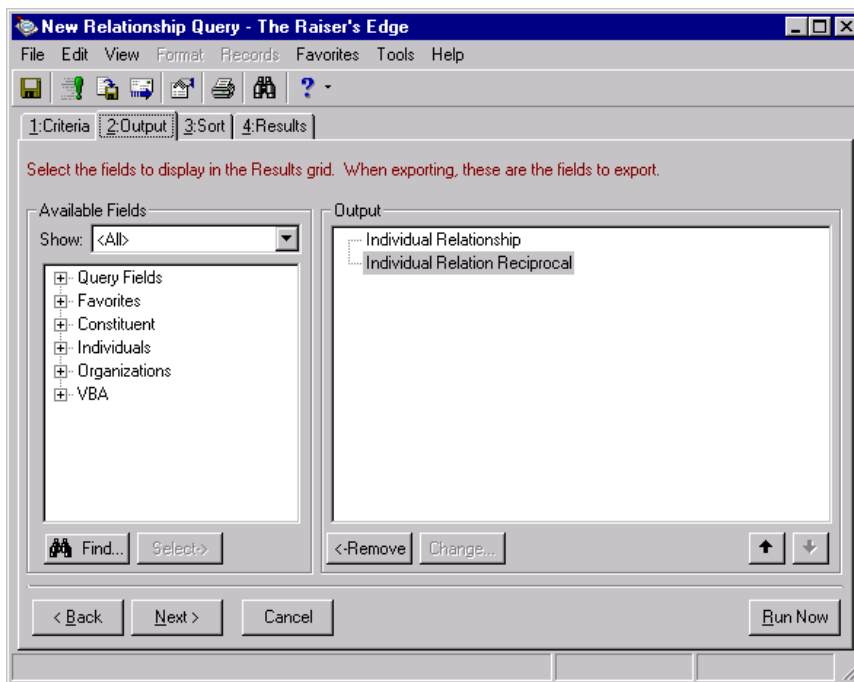 New Relationship Query - The Raiser's Edge
File Edit View Format Records Favorites Tools Help
?
1:Criteria 2:Output 3:Sort 4:Results
Select the fields to display in the Results grid. When exporting, these are the fields to export.
Available Fields
Show: <All>
Query Fields
Favorites
Constituent
Individuals
Organizations
VBA
Find... Select->
Output
Individual Relationship
Individual Relation Reciprocal
<-Remove Change...
< Back Next > Cancel Run Now